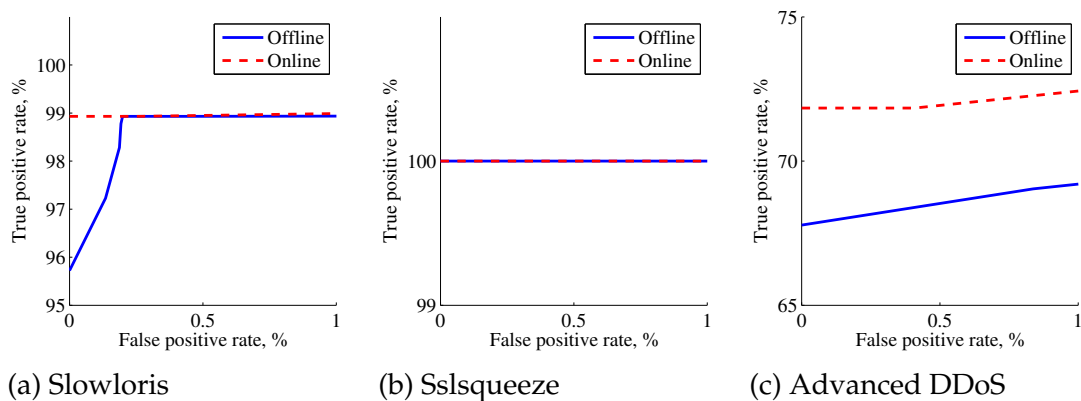 Offline
Online
100
99
98
97
96
95
True positive rate, %
0
0.5
1
False positive rate, %
(a) Slowloris
Offline
Online
100
99
True positive rate, %
0
0.5
1
False positive rate, %
(b) Sslsqueeze
Offline
Online
75
70
65
True positive rate, %
0
0.5
1
False positive rate, %
(c) Advanced DDoS